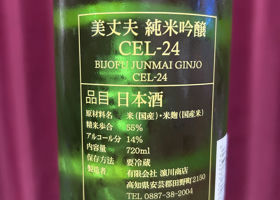 美丈夫 純米吟醸
CEL-24
BIJOFU JUNMAI GINJO
CEL-24
品目 日本酒
原材料名 米(国産)・米麹(国産米)
精米歩合 55%
アルコール分 14%
内容量 720ml
保存方法 要冷蔵
製造者 有限会社 濵川商店
高知県安芸郡田野町2150
TEL 0887-38-2004